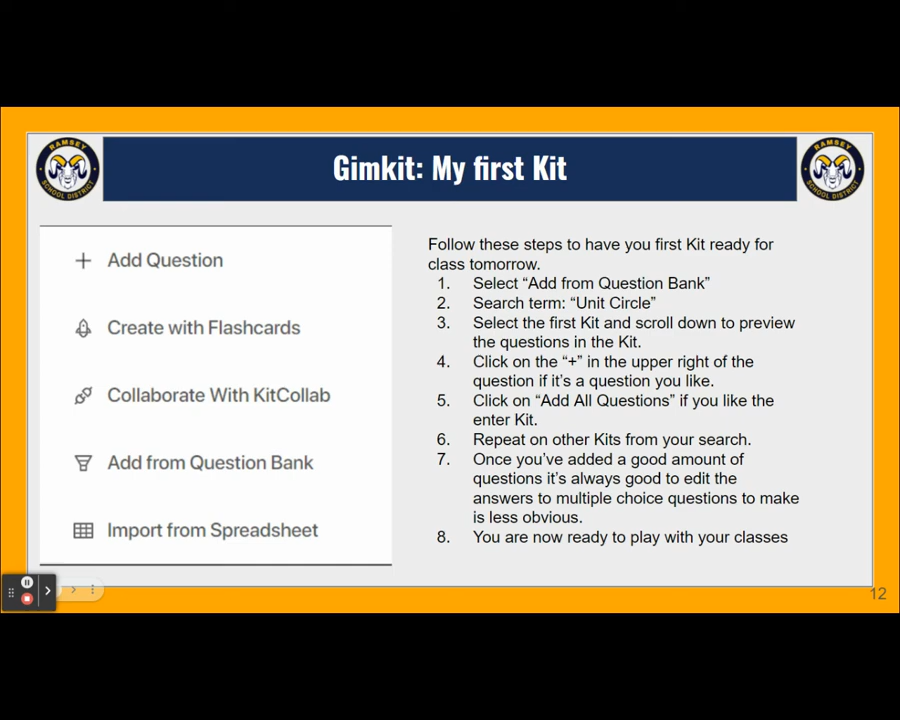 Gimkit: My first Kit
RAMSEY
SCHOOL DISTRICT
RAMSEY
SCHOOL DISTRICT
Add Question
Create with Flashcards
Collaborate With KitCollab
Add from Question Bank
Import from Spreadsheet
Follow these steps to have you first Kit ready for
class tomorrow.
1. Select “Add from Question Bank”
2. Search term: “Unit Circle”
3. Select the first Kit and scroll down to preview
the questions in the Kit.
4. Click on the “+” in the upper right of the
question if it’s a question you like.
5. Click on “Add All Questions” if you like the
enter Kit.
6. Repeat on other Kits from your search.
7. Once you’ve added a good amount of
questions it’s always good to edit the
answers to multiple choice questions to make
is less obvious.
8. You are now ready to play with your classes
12